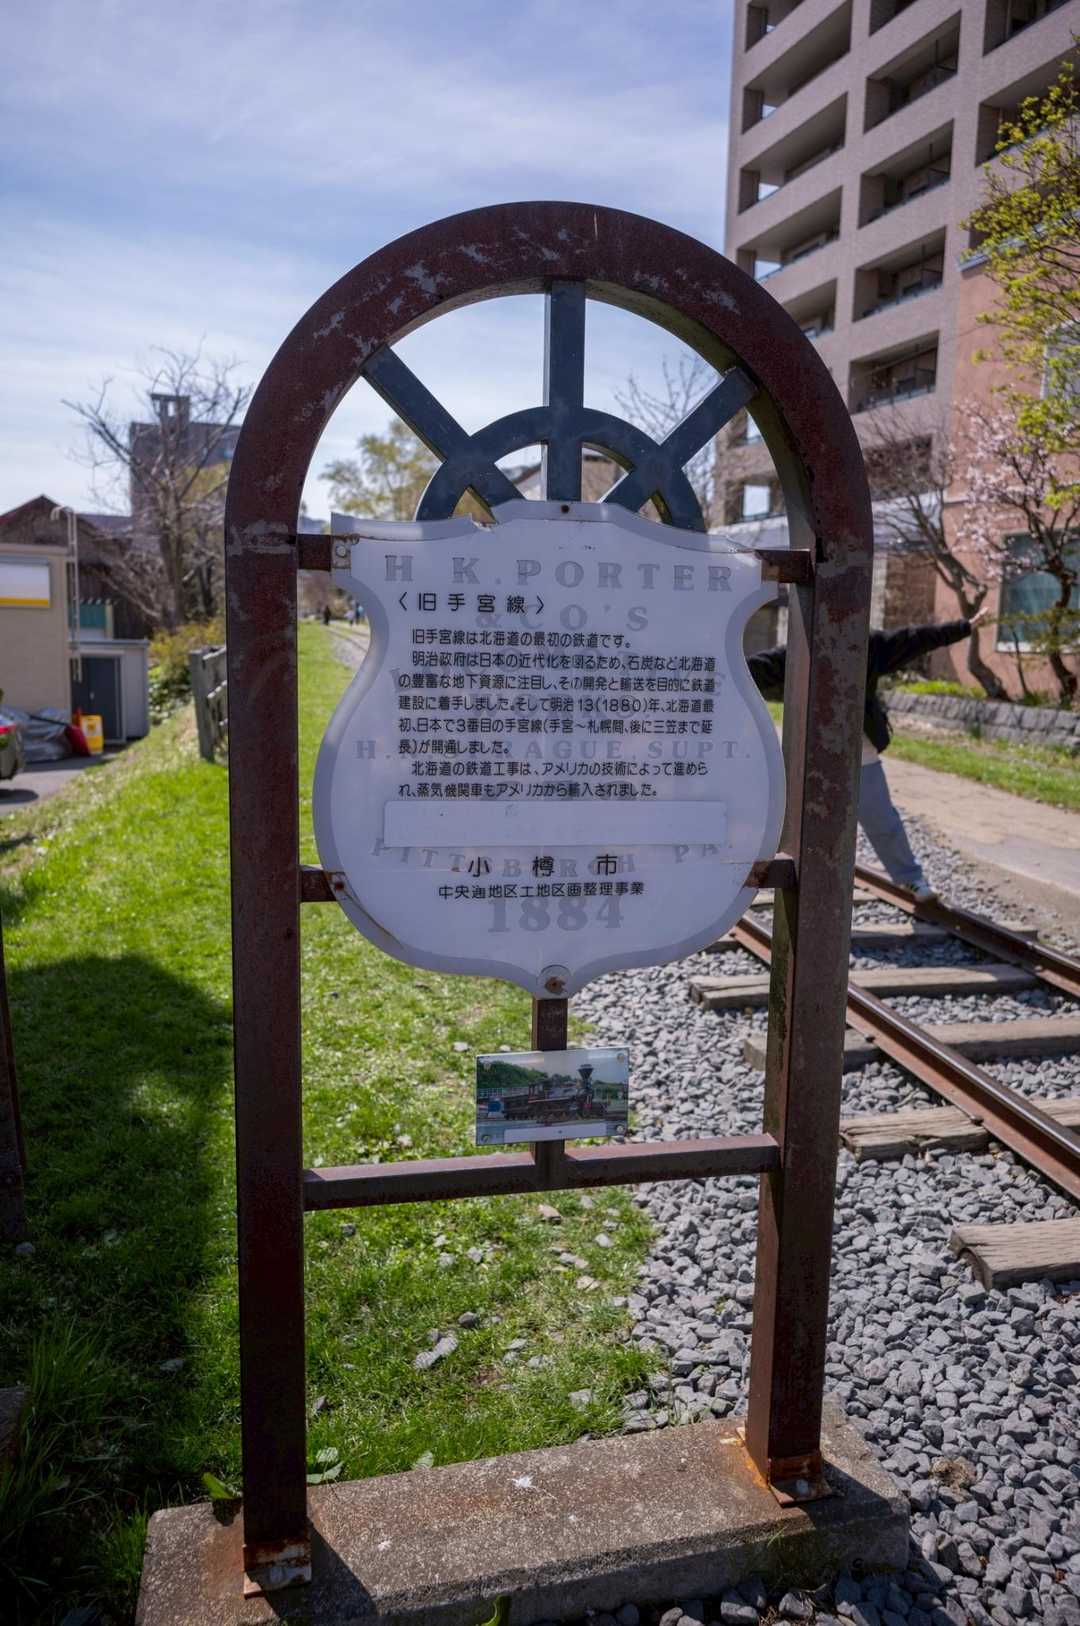 H K.PORTER
&CO'S
〈旧手宮線〉
旧手宮線は北海道の最初の鉄道です。
明治政府は日本の近代化を図るため、石炭など北海道
の豊富な地下資源に注目し、その開発と輸送を目的に鉄道
建設に着手しました。そして明治13(1880)年、北海道最
初、日本で3番目の手宮線(手宮〜札幌間、後に三笠まで延
長)が開通しました。
H. SPRAGUE. SUPT.
北海道の鉄道工事は、アメリカの技術によって進めら
れ、蒸気機関車もアメリカから輸入されました。
PITTSBURGH PA.
小樽市
中央通地区土地区画整理事業
1884